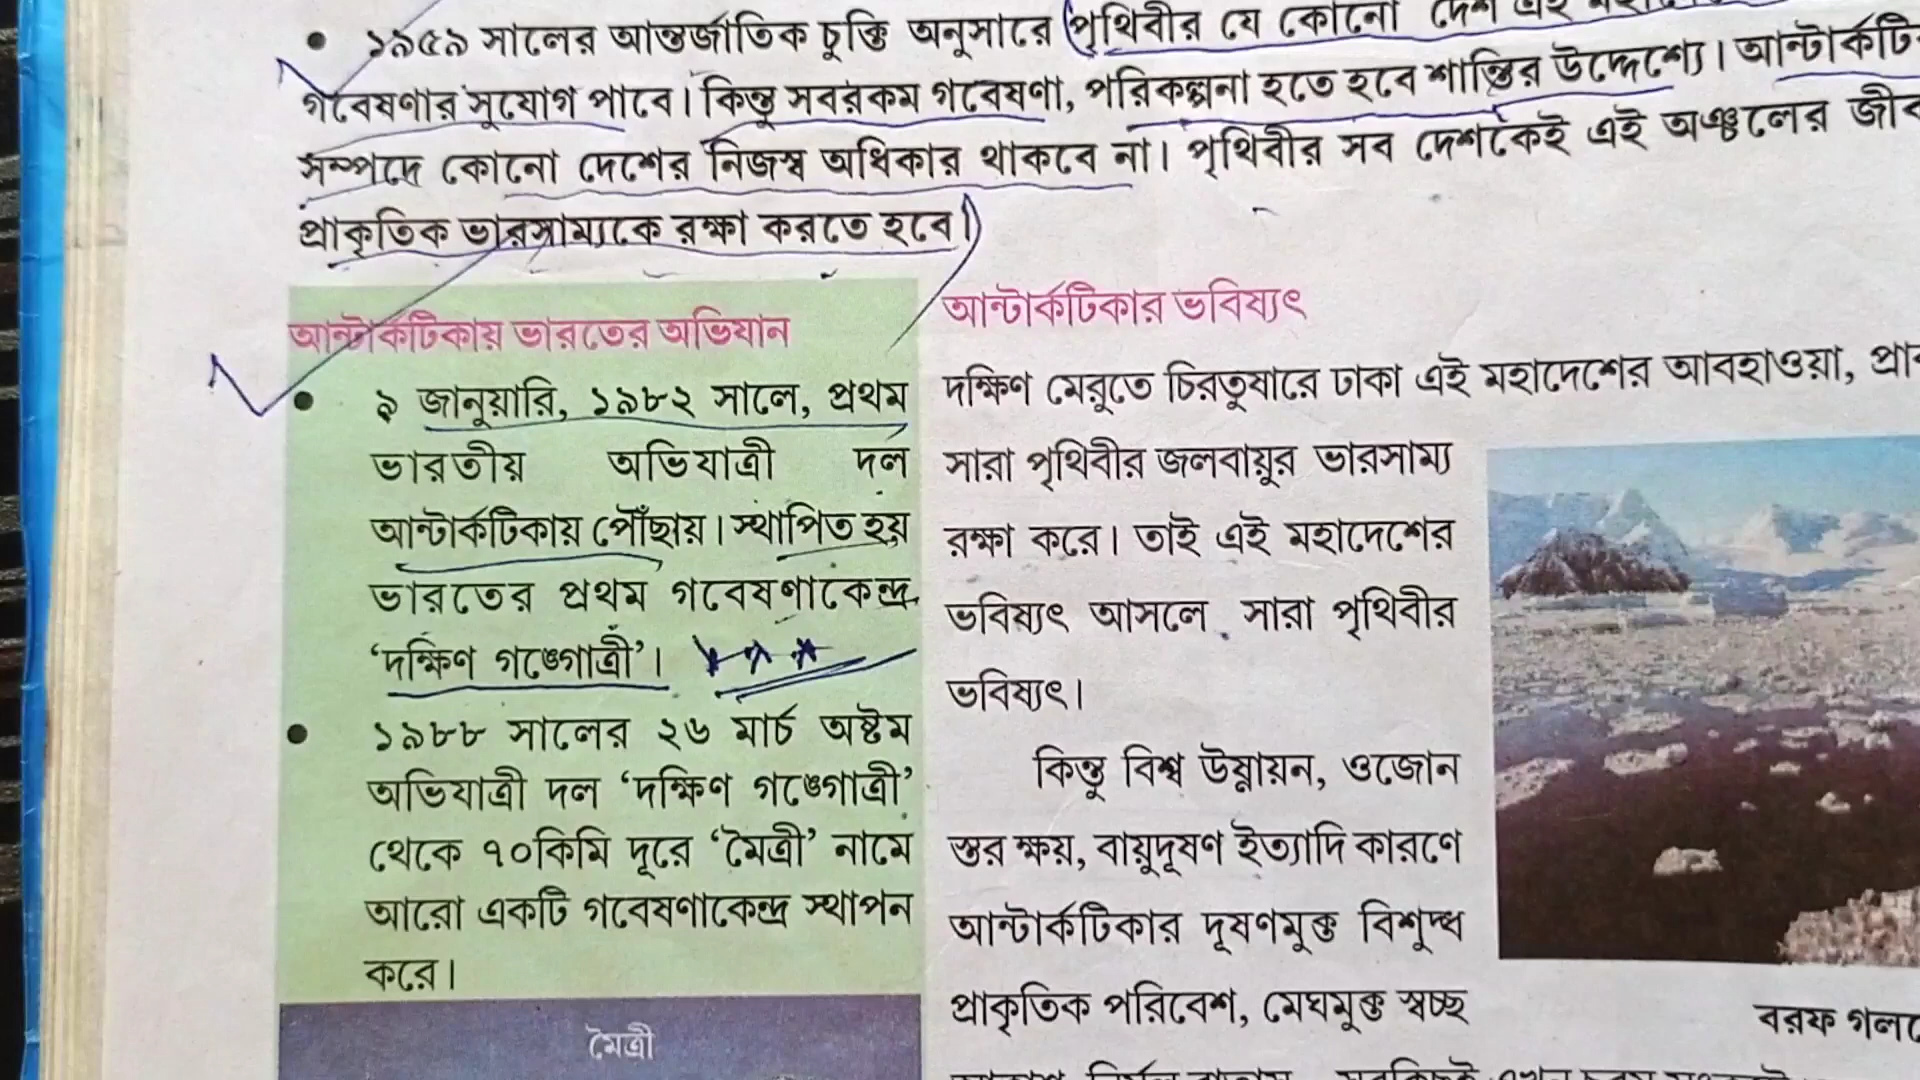 • ১৯৫৯ সালের আন্তর্জাতিক চুক্তি অনুসারে (পৃথিবীর যে কোনো দেশ এই
গবেষণার সুযোগ পাবে। কিন্তু সবরকম গবেষণা, পরিকল্পনা হতে হবে শান্তির উদ্দেশ্যে। আন্টার্কটি
সম্পদে কোনো দেশের নিজস্ব অধিকার থাকবে না। পৃথিবীর সব দেশকেই এই অঞ্চলের জীব
প্রাকৃতিক ভারসাম্যকে রক্ষা করতে হবে।)
আন্টার্কটিকায় ভারতের অভিযান
• ৯ জানুয়ারি, ১৯৮২ সালে, প্রথম
ভারতীয় অভিযাত্রী দল
আন্টার্কটিকায় পৌঁছায়। স্থাপিত হয়
ভারতের প্রথম গবেষণাকেন্দ্র
‘দক্ষিণ গঙ্গোত্রী’।
• ১৯৮৮ সালের ২৬ মার্চ অষ্টম
অভিযাত্রী দল ‘দক্ষিণ গঙ্গোত্রী’
থেকে ৭০কিমি দূরে ‘মৈত্রী’ নামে
আরো একটি গবেষণাকেন্দ্র স্থাপন
করে।
মৈত্রী
আন্টার্কটিকার ভবিষ্যৎ
দক্ষিণ মেরুতে চিরতুষারে ঢাকা এই মহাদেশের আবহাওয়া, প্রা
সারা পৃথিবীর জলবায়ুর ভারসাম্য
রক্ষা করে। তাই এই মহাদেশের
ভবিষ্যৎ আসলে সারা পৃথিবীর
ভবিষ্যৎ।
কিন্তু বিশ্ব উষ্ণায়ন, ওজোন
স্তর ক্ষয়, বায়ুদূষণ ইত্যাদি কারণে
আন্টার্কটিকার দূষণমুক্ত বিশুদ্ধ
প্রাকৃতিক পরিবেশ, মেঘমুক্ত স্বচ্ছ
বরফ গলে